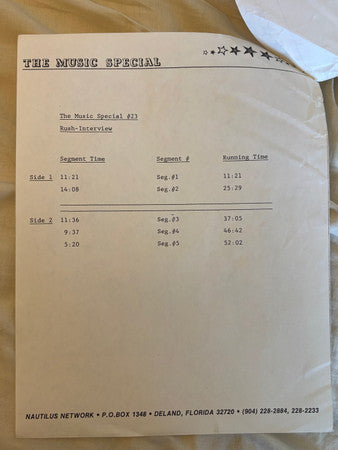 THE MUSIC SPECIAL
The Music Special #23
Rush-Interview
Segment Time Segment # Running Time
Side 1 11:21 Seg.#1 11:21
14:08 Seg.#2 25:29
Side 2 11:36 Seg.#3 37:05
9:37 Seg.#4 46:42
5:20 Seg.#5 52:02
NAUTILUS NETWORK • P.O.BOX 1348 • DELAND, FLORIDA 32720 • (904) 228-2884, 228-2233